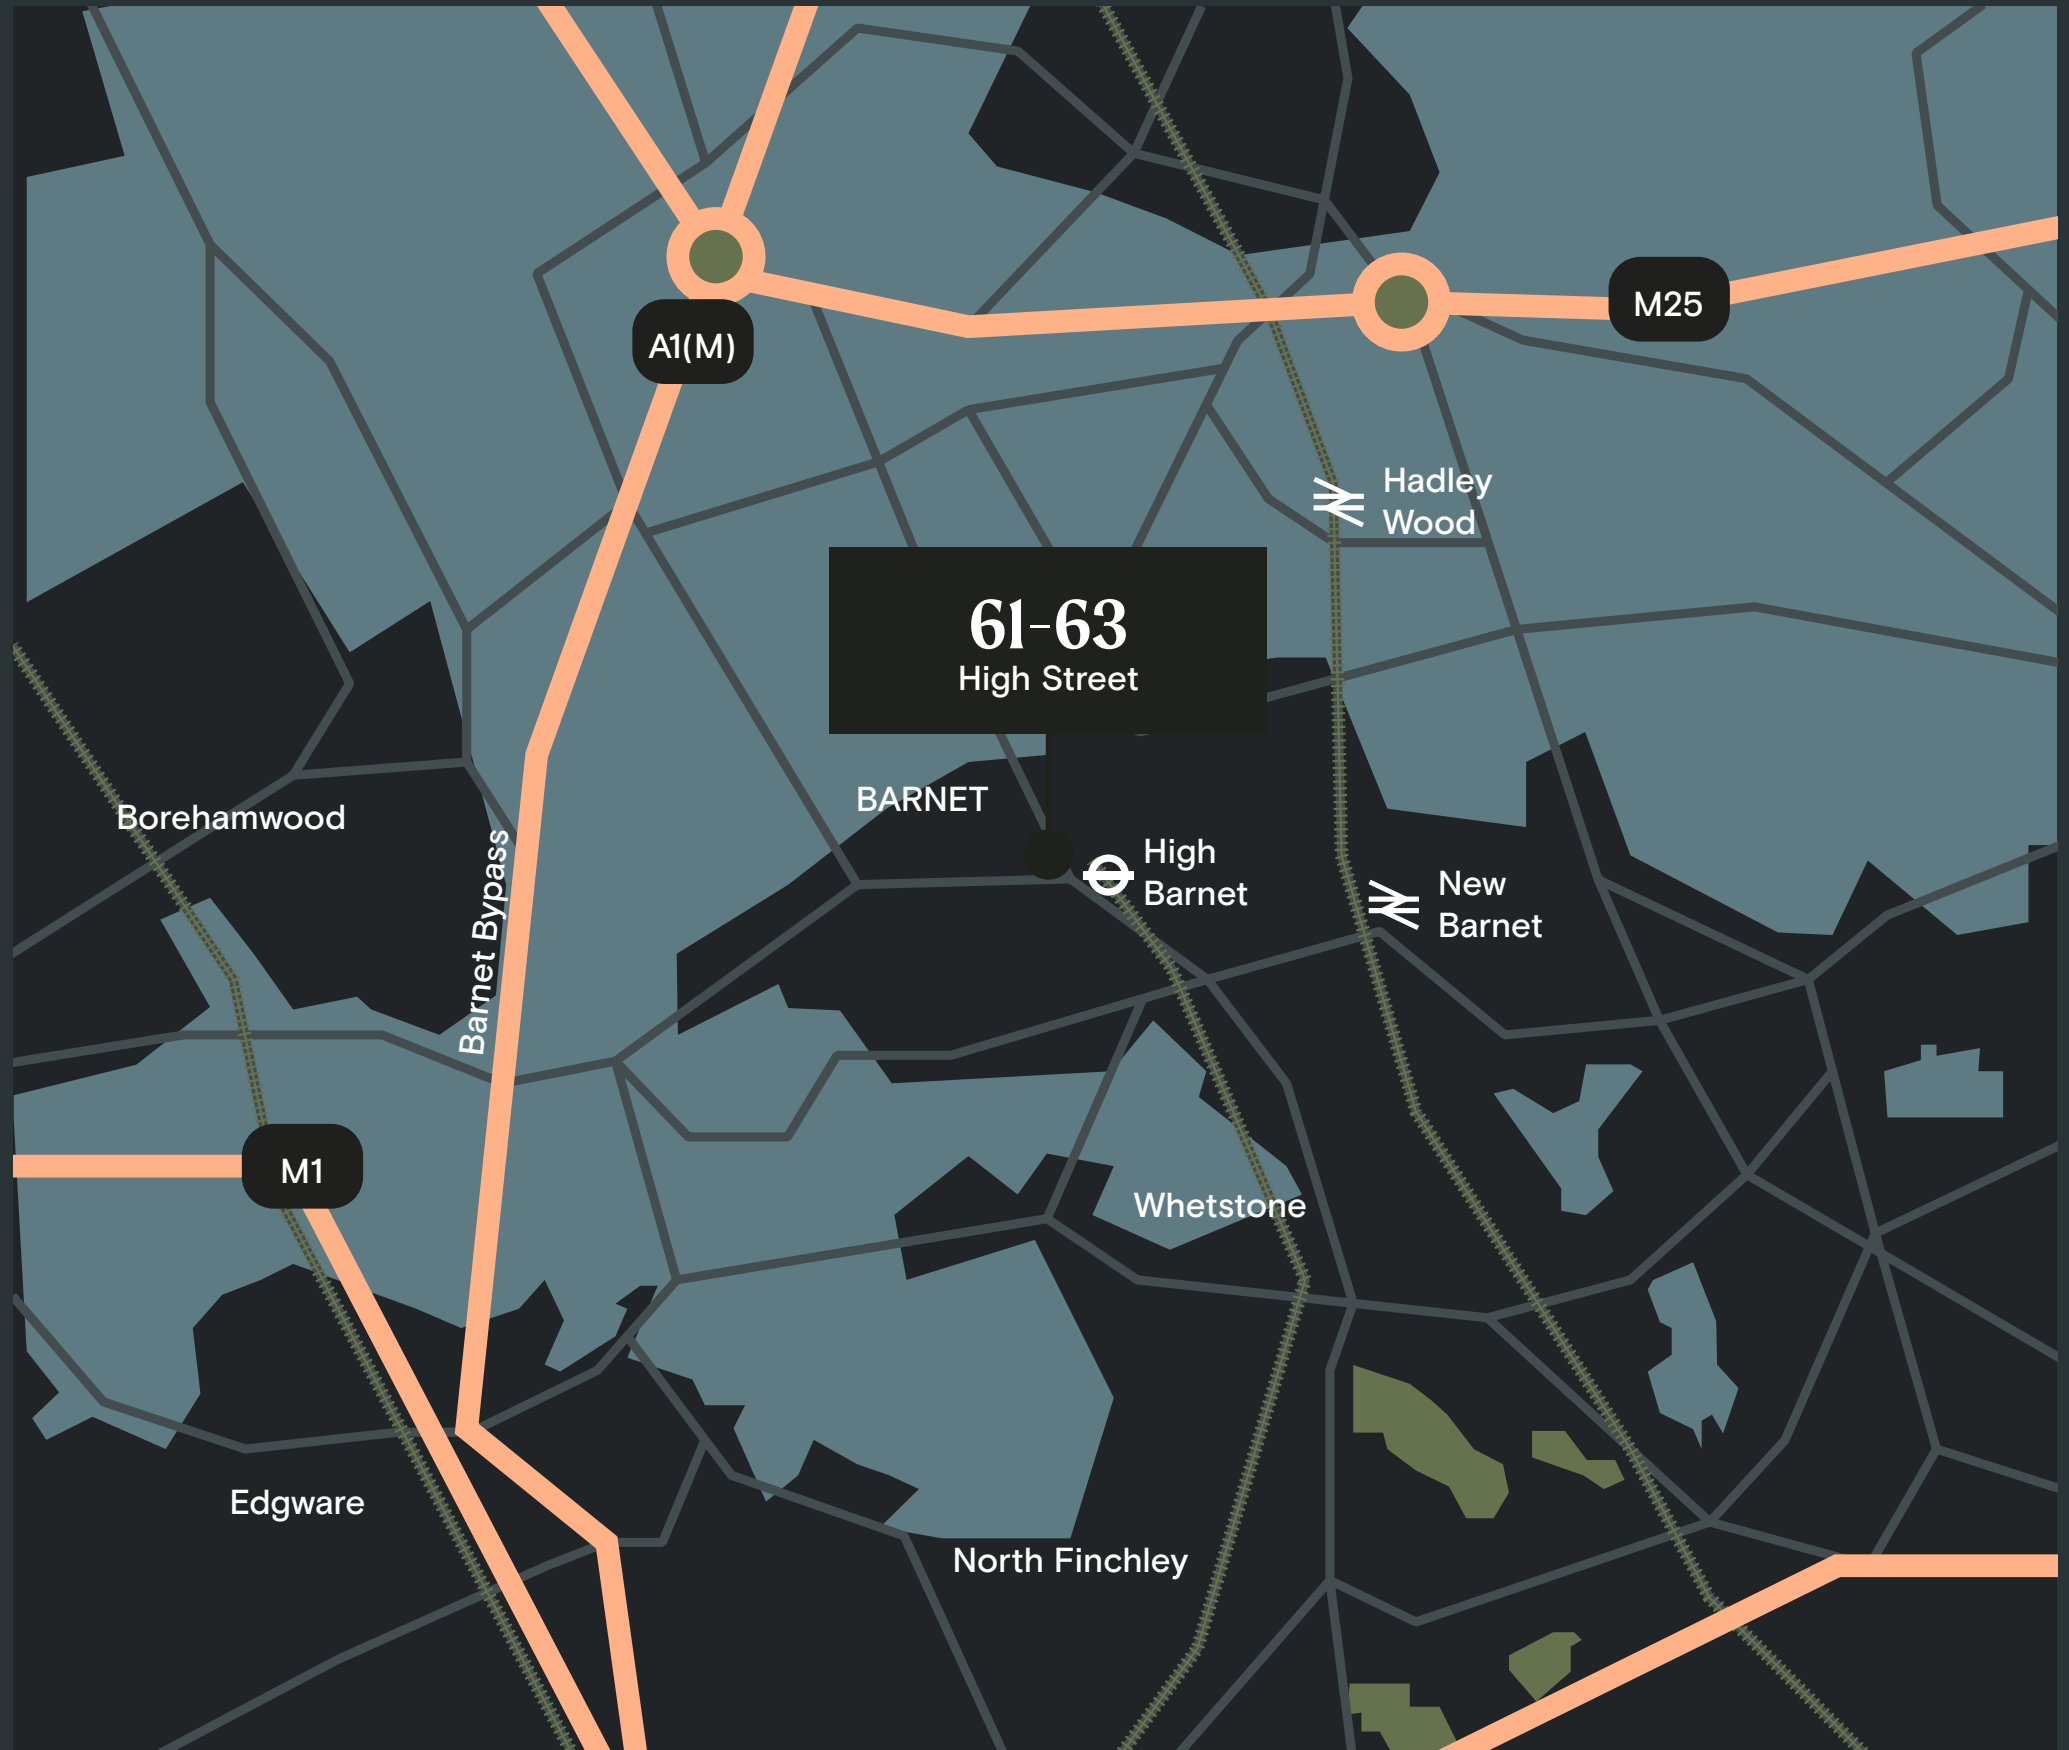 M25
A1(M)
Hadley
Wood
61-63
High Street
BARNET
Borehamwood
High
Barnet
New
Barnet
Barnet Bypass
M1
Whetstone
Edgware
North Finchley